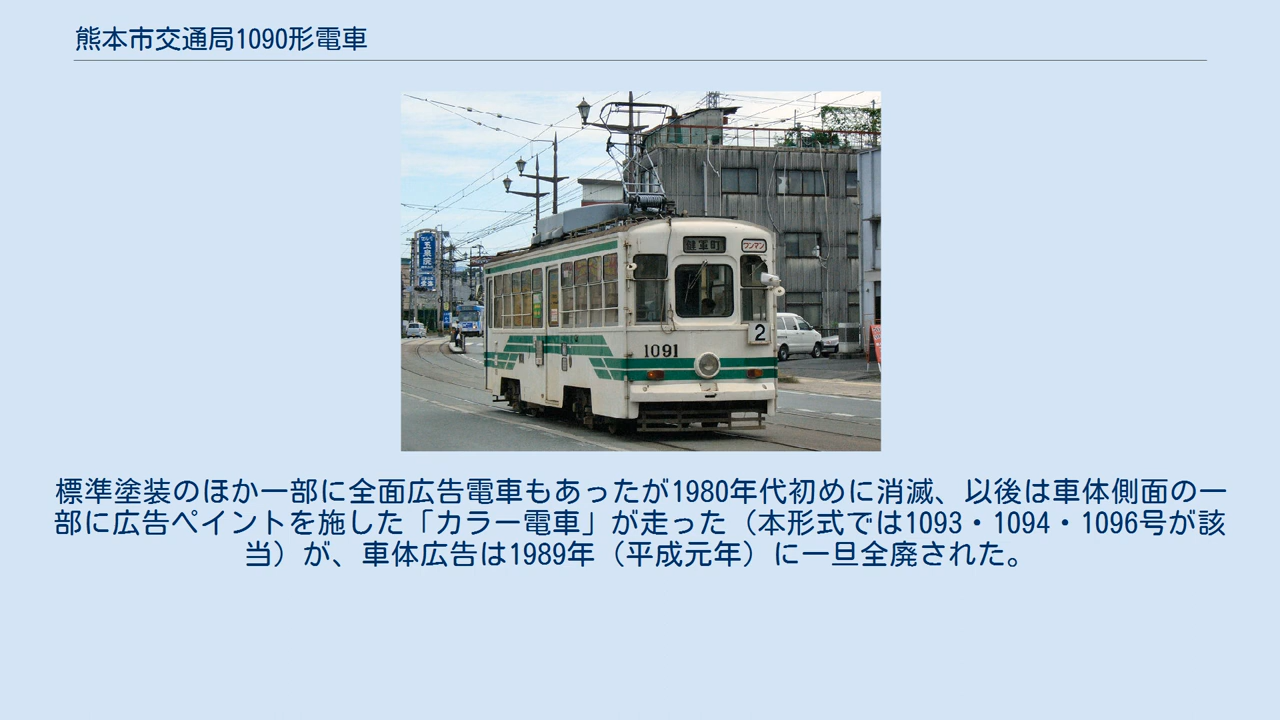 熊本市交通局1090形電車
健軍町
ワンマン
2
1091
標準塗装のほか一部に全面広告電車もあったが1980年代初めに消滅、以後は車体側面の一
部に広告ペイントを施した「カラー電車」が走った（本形式では1093・1094・1096号が該
当）が、車体広告は1989年（平成元年）に一旦全廃された。